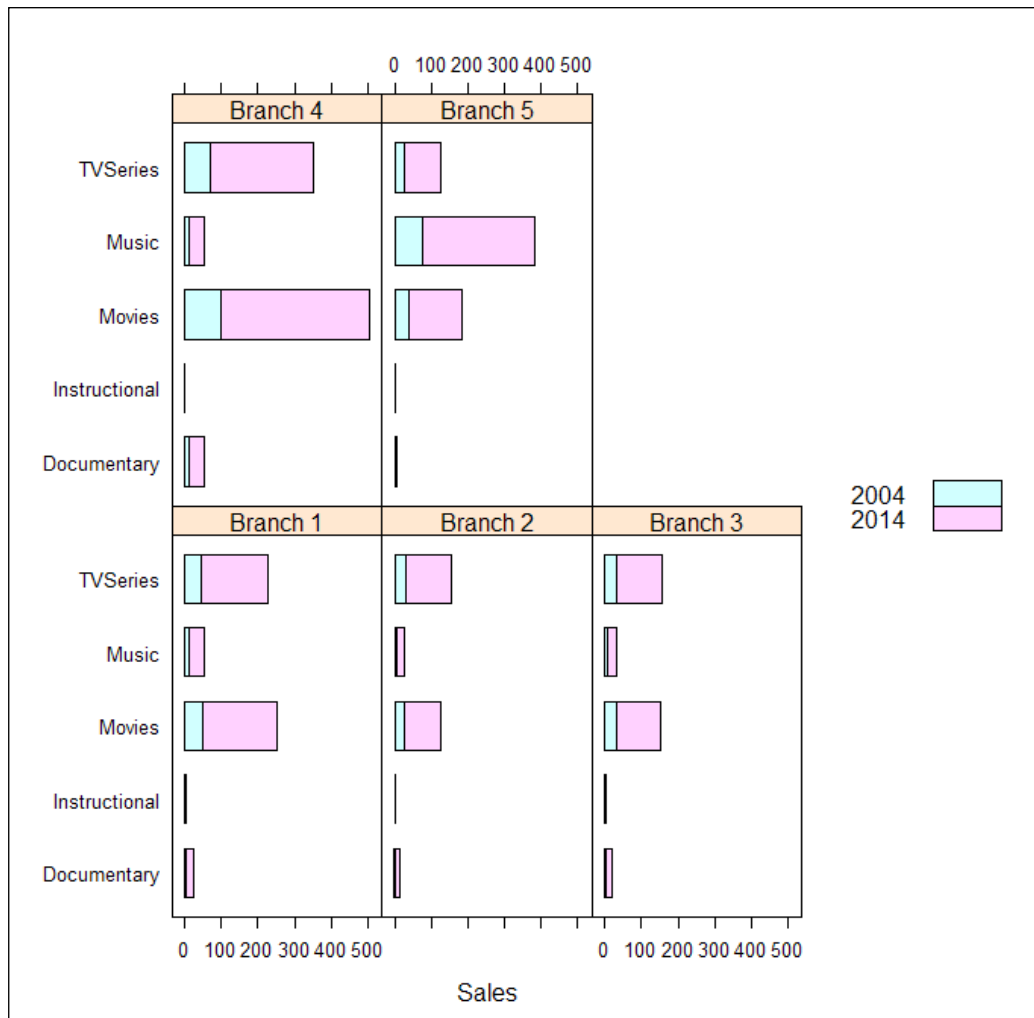 0 100 200 300 400 500
Branch 4
Branch 5
TVSeries
Music
Movies
Instructional
Documentary
2004
2014
Branch 1
Branch 2
Branch 3
TVSeries
Music
Movies
Instructional
Documentary
0 100 200 300 400 500
0 100 200 300 400 500
Sales